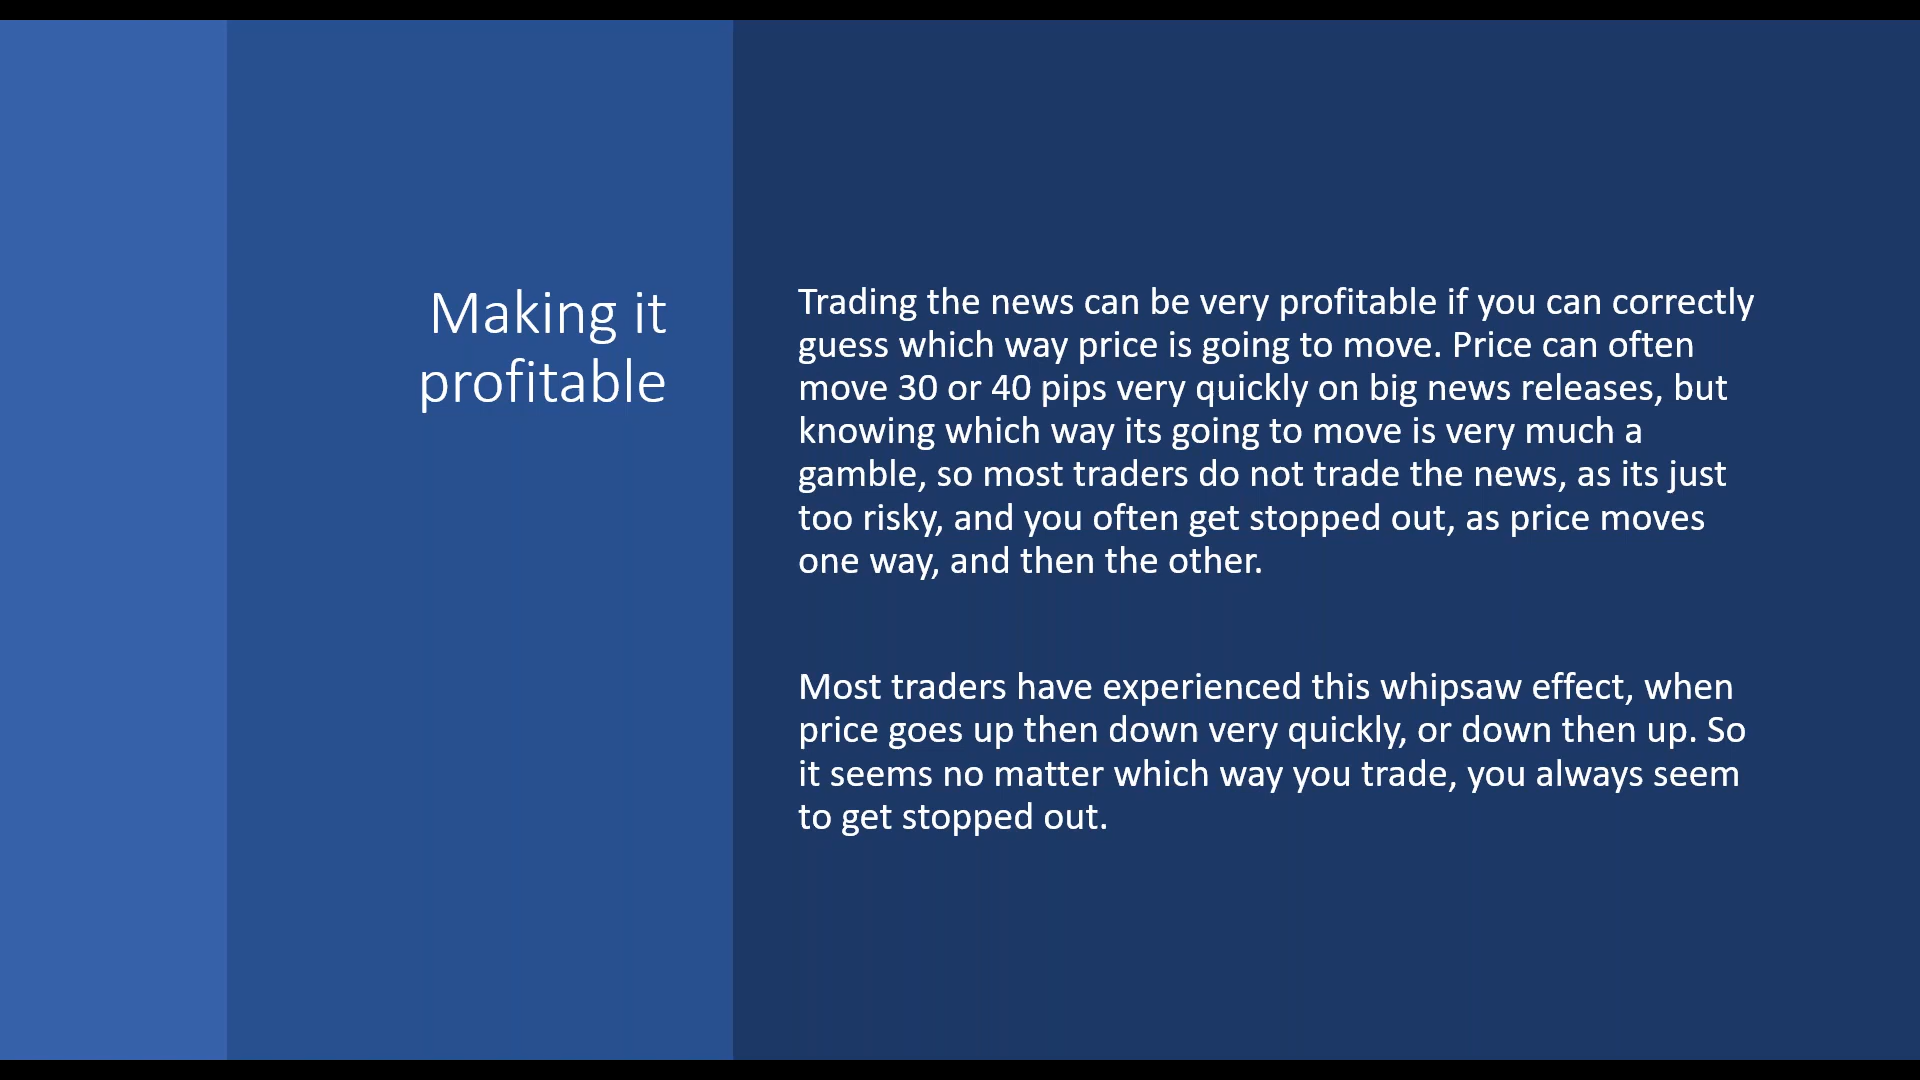 Making it
profitable
Trading the news can be very profitable if you can correctly
guess which way price is going to move. Price can often
move 30 or 40 pips very quickly on big news releases, but
knowing which way its going to move is very much a
gamble, so most traders do not trade the news, as its just
too risky, and you often get stopped out, as price moves
one way, and then the other.
Most traders have experienced this whipsaw effect, when
price goes up then down very quickly, or down then up. So
it seems no matter which way you trade, you always seem
to get stopped out.